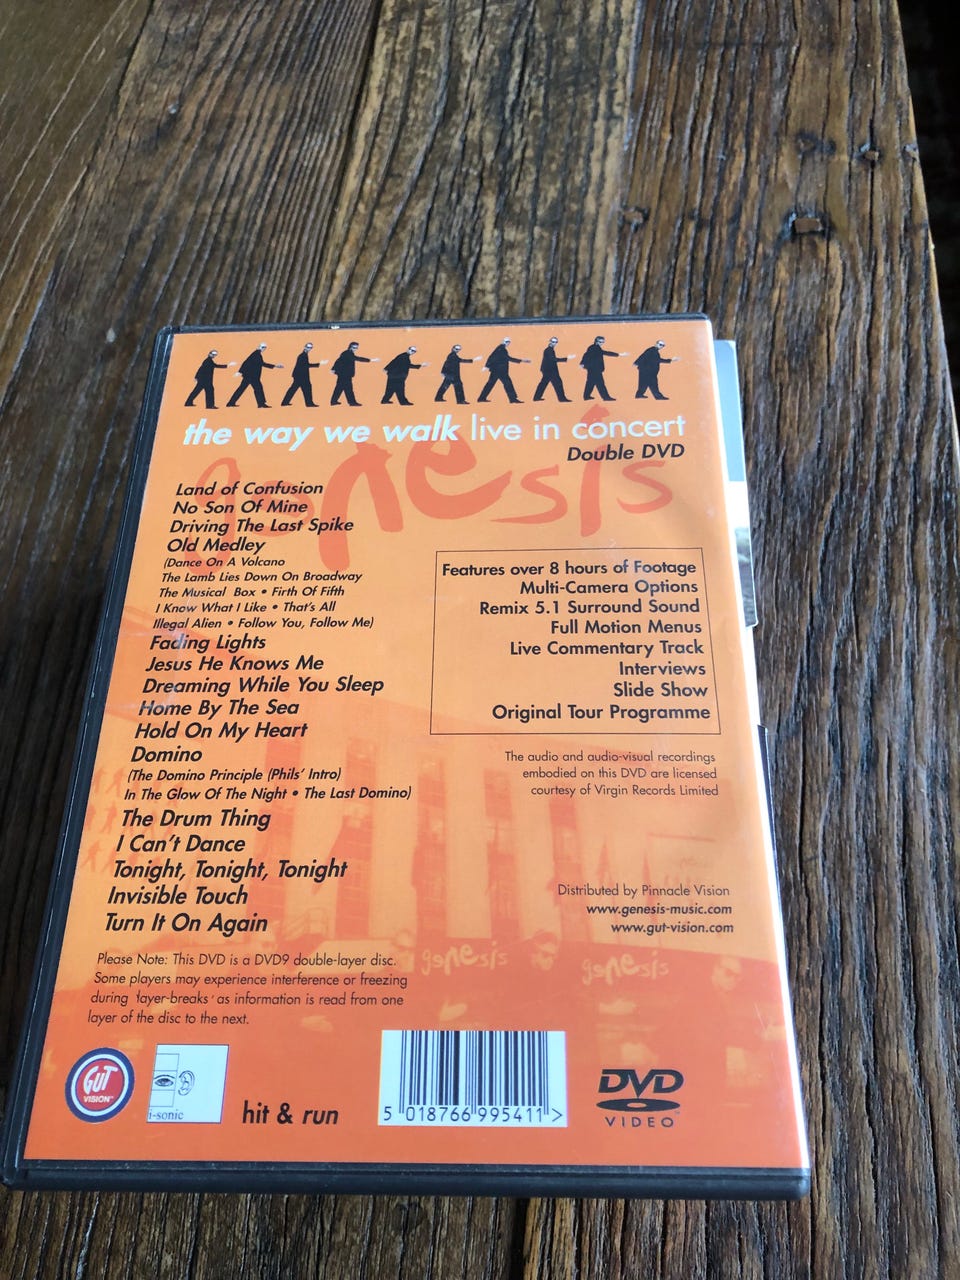 the way we walk live in concert
Double DVD
genesis
Land of Confusion
No Son Of Mine
Driving The Last Spike
Old Medley
(Dance On A Volcano
The Lamb Lies Down On Broadway
The Musical Box • Firth Of Fifth
I Know What I Like • That's All
Illegal Alien • Follow You, Follow Me)
Fading Lights
Jesus He Knows Me
Dreaming While You Sleep
Home By The Sea
Hold On My Heart
Domino
(The Domino Principle (Phils' Intro)
In The Glow Of The Night • The Last Domino)
The Drum Thing
I Can't Dance
Tonight, Tonight, Tonight
Invisible Touch
Turn It On Again
Features over 8 hours of Footage
Multi-Camera Options
Remix 5.1 Surround Sound
Full Motion Menus
Live Commentary Track
Interviews
Slide Show
Original Tour Programme
The audio and audio-visual recordings
embodied on this DVD are licensed
courtesy of Virgin Records Limited
Distributed by Pinnacle Vision
www.genesis-music.com
www.gut-vision.com
Please Note: This DVD is a DVD9 double-layer disc.
Some players may experience interference or freezing
during 'layer-breaks' as information is read from one
layer of the disc to the next.
genesis
genesis
GUT
VISION™
i-sonic
hit & run
5 018766 995411 >
DVD
VIDEO™